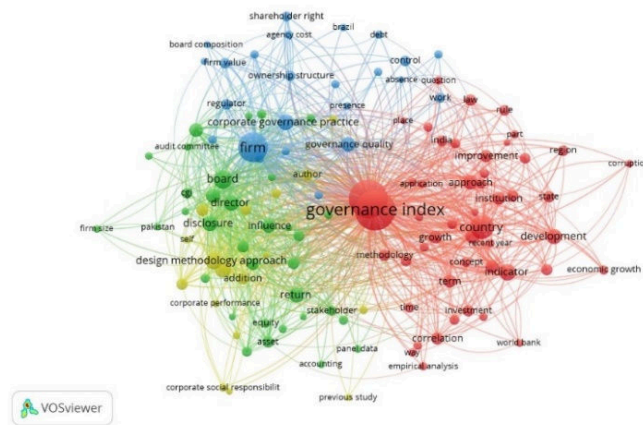 shareholder right
brazil
debt
board composition
agency cost
firm value
control
ownership structure
absence
question
regulator
presence
work
law
rule
corporate governance practice
place
part
india
audit committee
firm
governance quality
improvement
region
corruption
author
board
application
approach
cgi
director
institution
state
governance index
firm size
pakistan
disclosure
influence
country
self
growth
recent year
development
methodology
design methodology approach
concept
addition
term
indicator
economic growth
return
corporate performance
stakeholder
time
investment
equity
asset
panel data
correlation
world bank
way
accounting
empirical analysis
corporate social responsibilit
previous study
VOSviewer